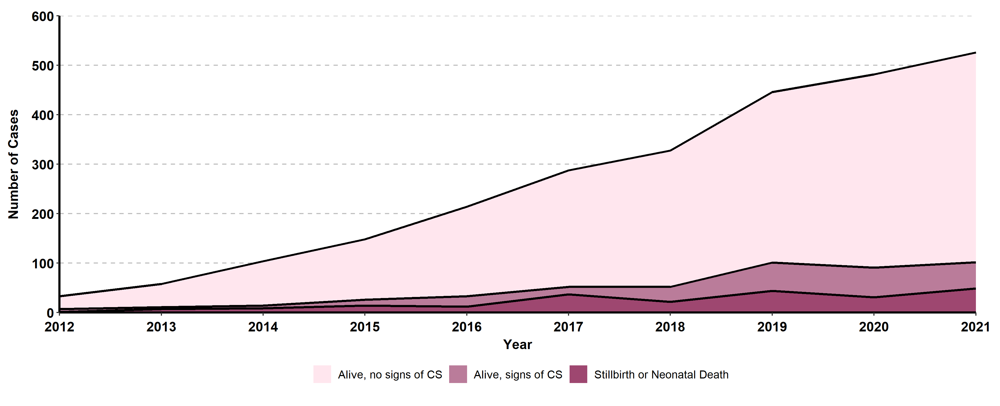 600
500
400
300
200
100
0
Number of Cases
2012 2013 2014 2015 2016 2017 2018 2019 2020 2021
Year
Alive, no signs of CS Alive, signs of CS Stillbirth or Neonatal Death